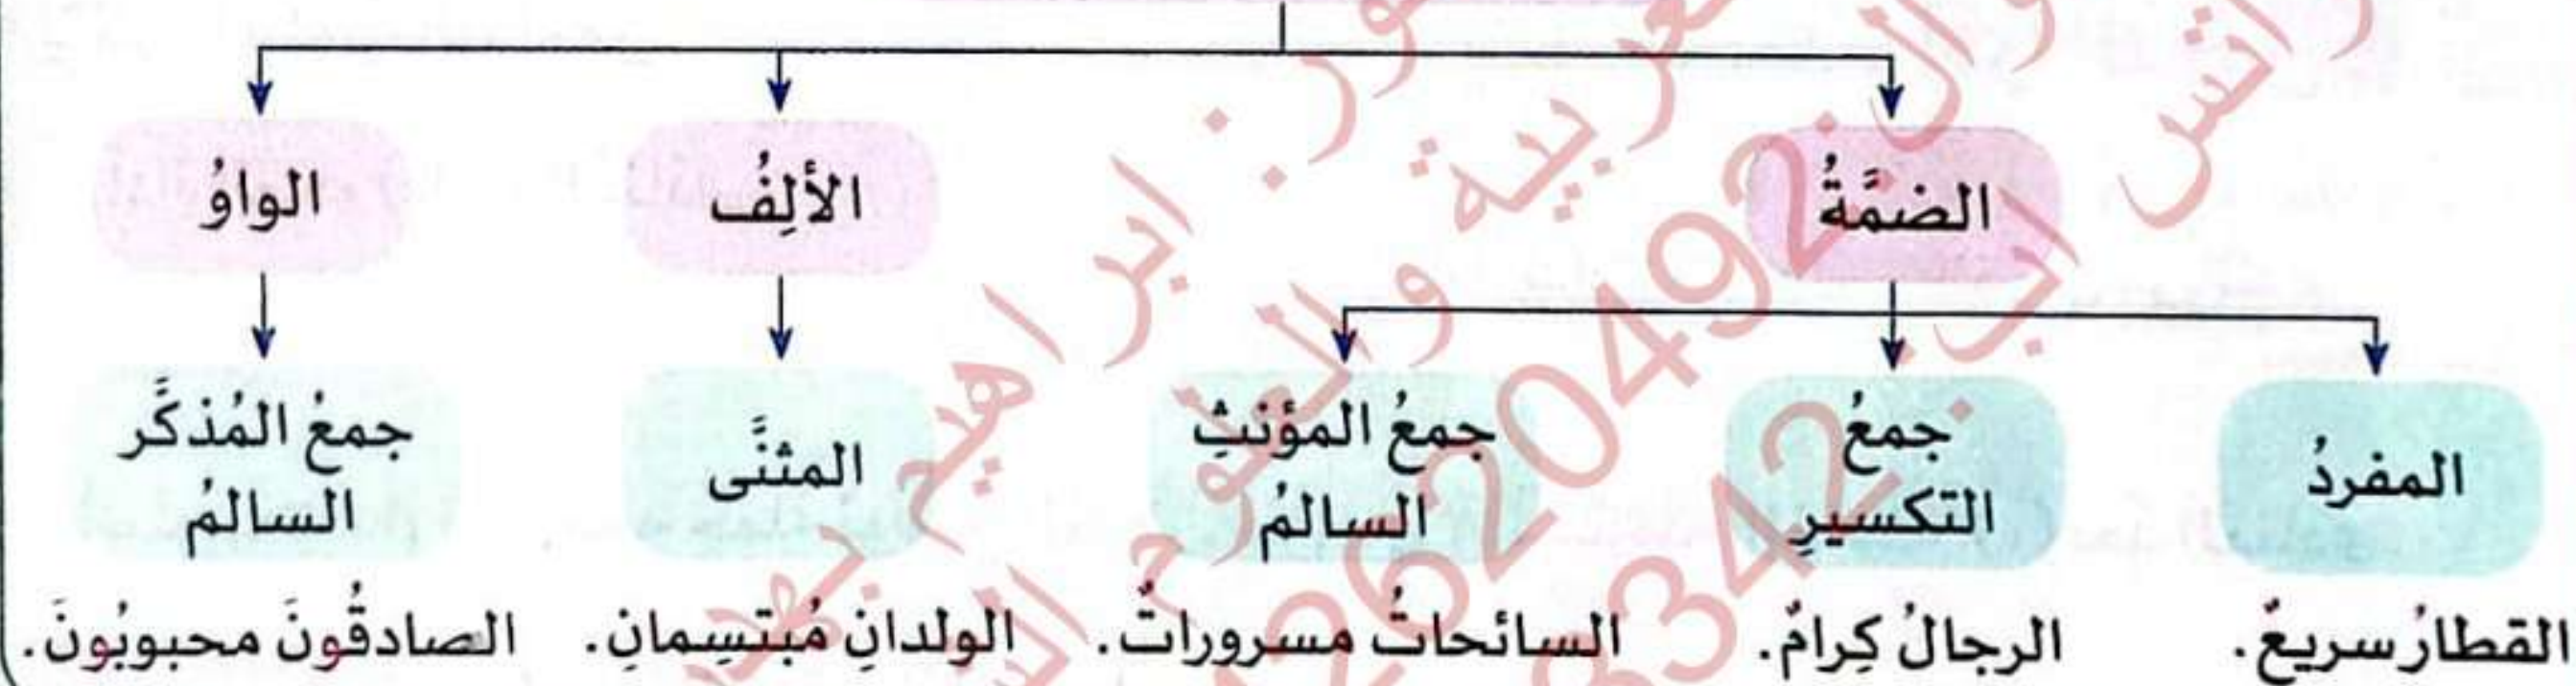 الضمَّةُ
الألِفُ
الواوُ
المفردُ
جمعُ
التكسيرِ
جمعُ المؤنثِ
السالمُ
المثنَّى
جمعُ المُذكَّر
السالمُ
القطارُ سريعٌ.
الرجالُ كِرامٌ.
السائحاتُ مسروراتٌ.
الولدانِ مُبتسِمانِ.
الصادقُونَ محبوبُونَ.